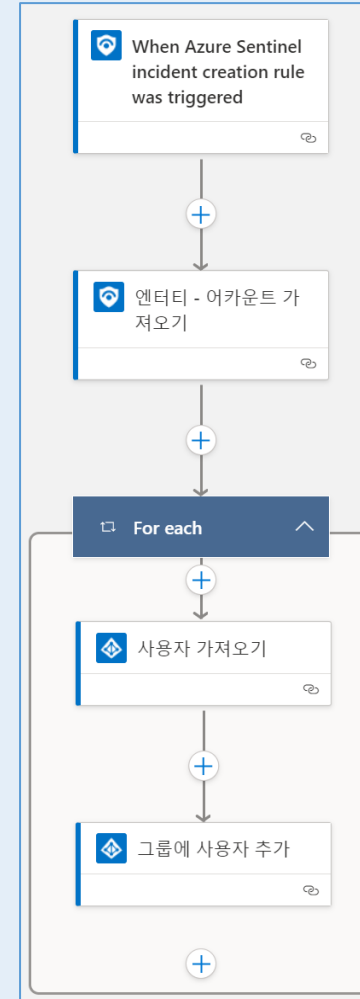 When Azure Sentinel
incident creation rule
was triggered
엔터티 - 어카운트 가
져오기
For each
사용자 가져오기
그룹에 사용자 추가